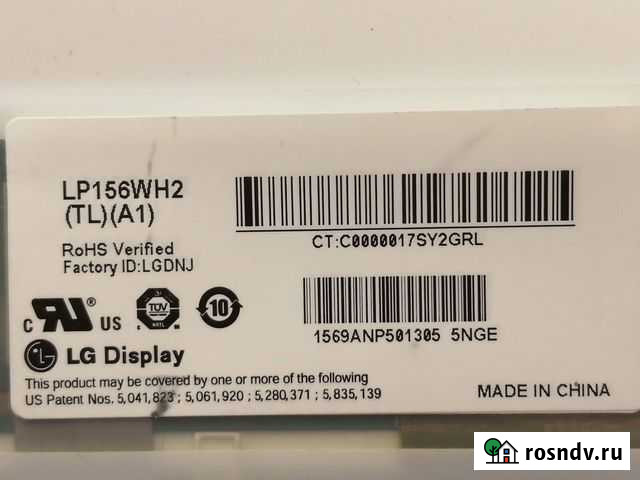 LP156WH2
(TL)(A1)
RoHS Verified
Factory ID:LGDNJ
CT:C0000017SY2GRL
1569ANP501305 5NGE
c RU ® US
TÜV
NRTL
10
LG Display
This product may be covered by one or more of the following
US Patent Nos. 5,041,823 ; 5,061,920 ; 5,280,371 ; 5,835,139
MADE IN CHINA
rosndv.ru